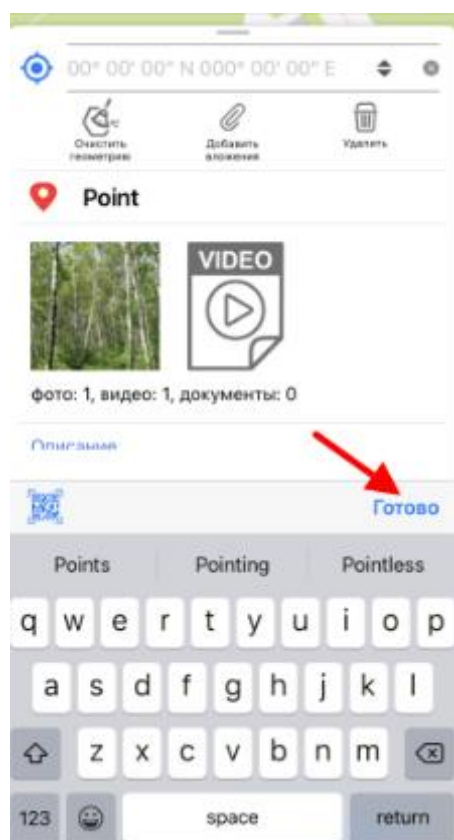 00° 00' 00" N 000° 00' 00" E
Очистить геометрию
Добавить вложения
Удалить
Point
VIDEO
фото: 1, видео: 1, документы: 0
Описание
Готово
Points Pointing Pointless
q w e r t y u i o p
a s d f g h j k l
z x c v b n m
123 space return